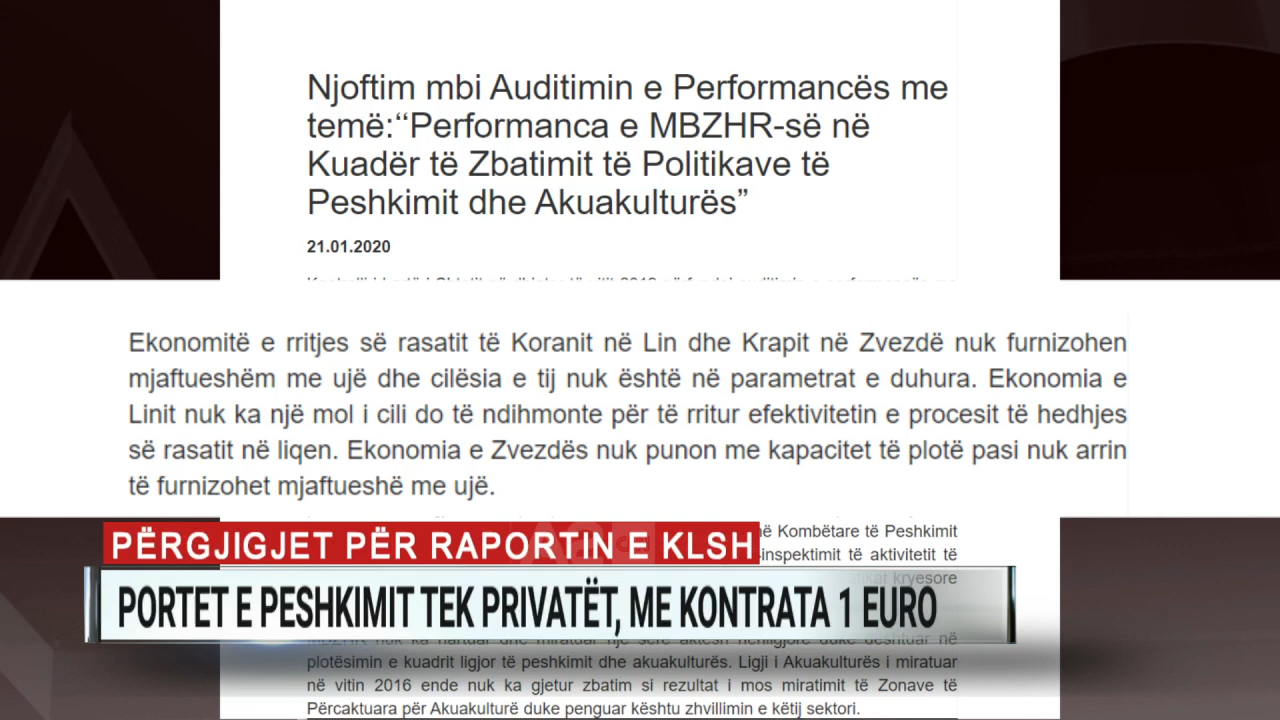 Njoftim mbi Auditimin e Performancës me
temë:“Performanca e MBZHR-së në
Kuadër të Zbatimit të Politikave të
Peshkimit dhe Akuakulturës”
21.01.2020
Ekonomitë e rritjes së rasatit të Koranit në Lin dhe Krapit në Zvezdë nuk furnizohen
mjaftueshëm me ujë dhe cilësia e tij nuk është në parametrat e duhura. Ekonomia e
Linit nuk ka një mol i cili do të ndihmonte për të rritur efektivitetin e procesit të hedhjes
së rasatit në liqen. Ekonomia e Zvezdës nuk punon me kapacitet të plotë pasi nuk arrin
të furnizohet mjaftueshë me ujë.
Kombëtare të Peshkimit
PËRGJIGJET PËR RAPORTIN E KLSH
inspektimit të aktivitetit të
kryesore
PORTET E PESHKIMIT TEK PRIVATËT, ME KONTRATA 1 EURO
plotësimin e kuadrit ligjor të peshkimit dhe akuakulturës. Ligji i Akuakulturës i miratuar
në vitin 2016 ende nuk ka gjetur zbatim si rezultat i mos miratimit të Zonave të
Përcaktuara për Akuakulturë duke penguar kështu zhvillimin e këtij sektori.